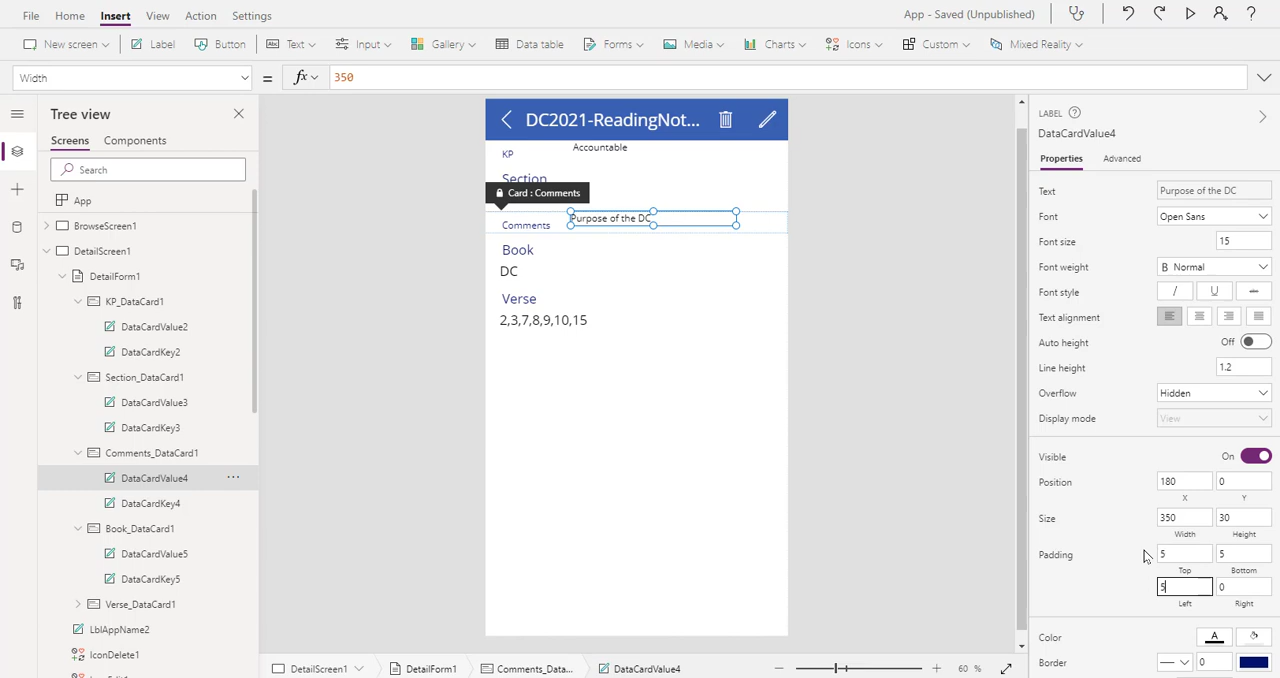 File Home Insert View Action Settings App - Saved (Unpublished) ?
New screen Label Button Text Input Gallery Data table Forms Media Charts Icons Custom Mixed Reality
Width = fx 350
Tree view
Screens Components
Search
App
BrowseScreen1
DetailScreen1
DetailForm1
KP_DataCard1
DataCardValue2
DataCardKey2
Section_DataCard1
DataCardValue3
DataCardKey3
Comments_DataCard1
DataCardValue4 ...
DataCardKey4
Book_DataCard1
DataCardValue5
DataCardKey5
Verse_DataCard1
LblAppName2
IconDelete1
DC2021-ReadingNot...
KP Accountable
Section
Card : Comments
Comments Purpose of the DC
Book
DC
Verse
2,3,7,8,9,10,15
DetailScreen1 DetailForm1 Comments_Data... DataCardValue4 − + 60 %
LABEL ?
DataCardValue4
Properties Advanced
Text Purpose of the DC
Font Open Sans
Font size 15
Font weight B Normal
Font style / U
Text alignment
Auto height Off
Line height 1.2
Overflow Hidden
Display mode View
Visible On
Position 180 0
X Y
Size 350 30
Width Height
Padding 5 5
Top Bottom
5 0
Left Right
Color A
Border 0